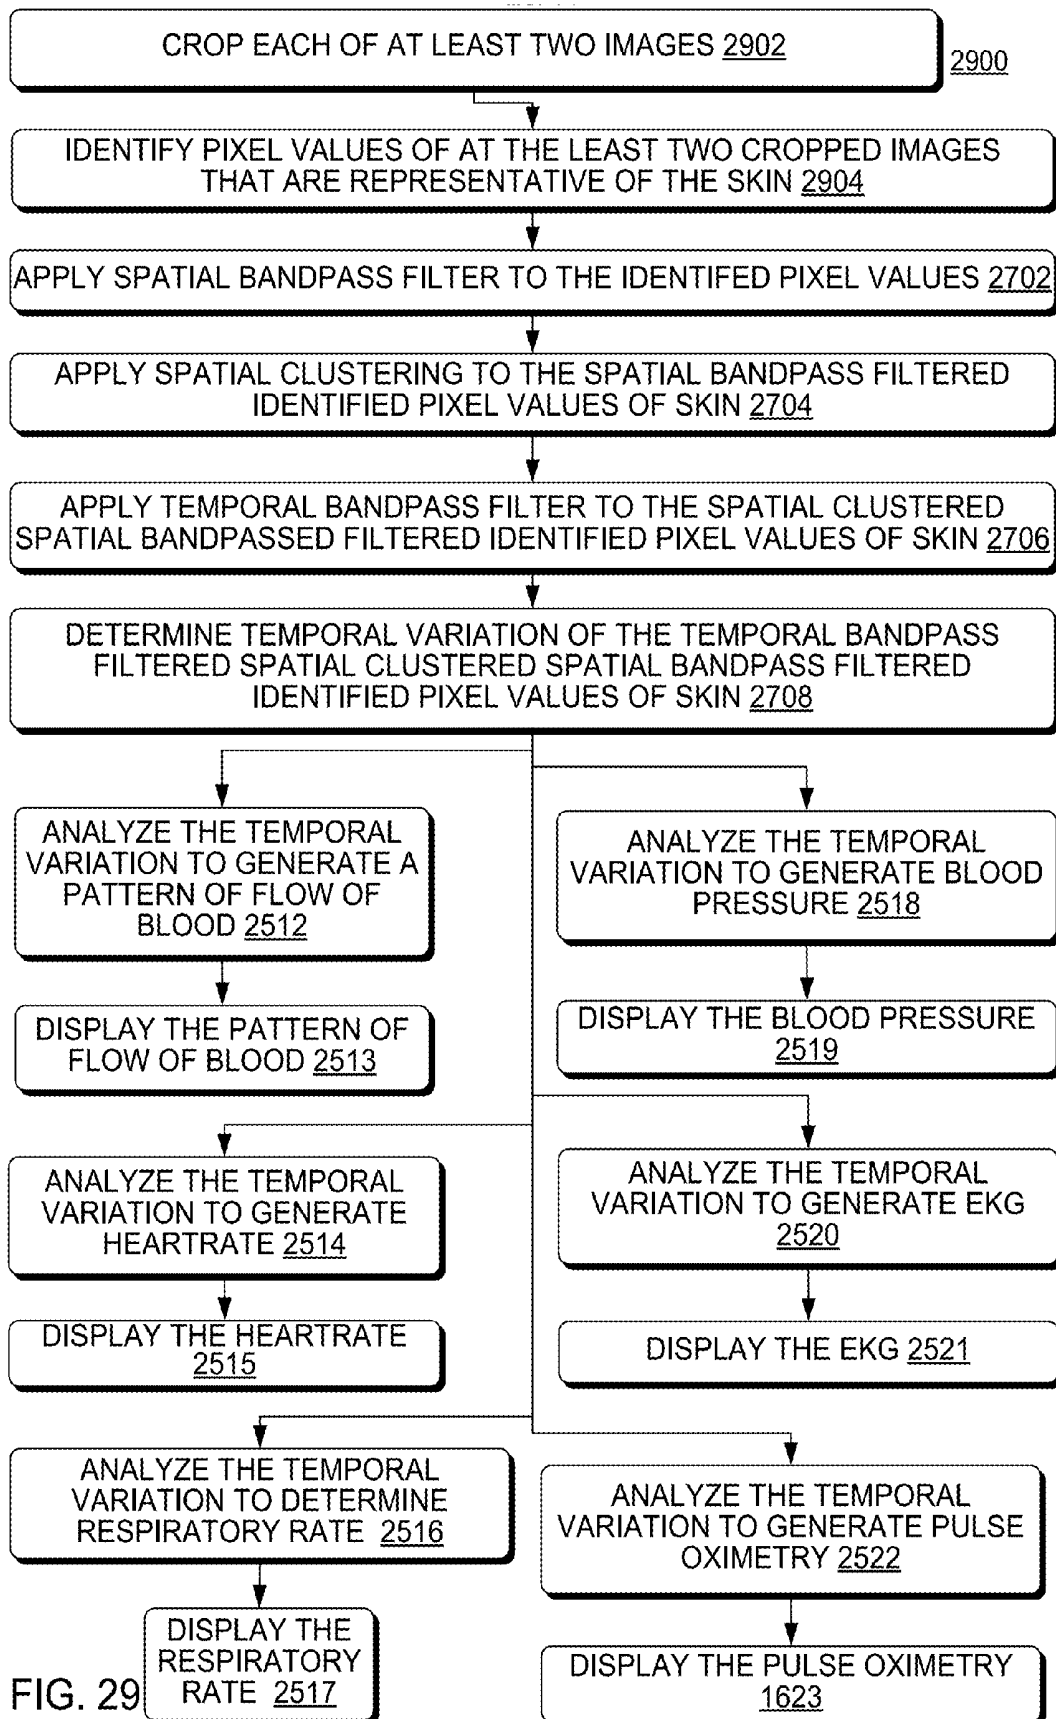 CROP EACH OF AT LEAST TWO IMAGES 2902
2900
IDENTIFY PIXEL VALUES OF AT THE LEAST TWO CROPPED IMAGES
THAT ARE REPRESENTATIVE OF THE SKIN 2904
APPLY SPATIAL BANDPASS FILTER TO THE IDENTIFED PIXEL VALUES 2702
APPLY SPATIAL CLUSTERING TO THE SPATIAL BANDPASS FILTERED
IDENTIFIED PIXEL VALUES OF SKIN 2704
APPLY TEMPORAL BANDPASS FILTER TO THE SPATIAL CLUSTERED
SPATIAL BANDPASSED FILTERED IDENTIFIED PIXEL VALUES OF SKIN 2706
DETERMINE TEMPORAL VARIATION OF THE TEMPORAL BANDPASS
FILTERED SPATIAL CLUSTERED SPATIAL BANDPASS FILTERED
IDENTIFIED PIXEL VALUES OF SKIN 2708
ANALYZE THE TEMPORAL
VARIATION TO GENERATE A
PATTERN OF FLOW OF
BLOOD 2512
DISPLAY THE PATTERN OF
FLOW OF BLOOD 2513
ANALYZE THE TEMPORAL
VARIATION TO GENERATE BLOOD
PRESSURE 2518
DISPLAY THE BLOOD PRESSURE
2519
ANALYZE THE TEMPORAL
VARIATION TO GENERATE
HEARTRATE 2514
DISPLAY THE HEARTRATE
2515
ANALYZE THE TEMPORAL
VARIATION TO GENERATE EKG
2520
DISPLAY THE EKG 2521
ANALYZE THE TEMPORAL
VARIATION TO DETERMINE
RESPIRATORY RATE 2516
DISPLAY THE
RESPIRATORY
RATE 2517
ANALYZE THE TEMPORAL
VARIATION TO GENERATE PULSE
OXIMETRY 2522
DISPLAY THE PULSE OXIMETRY
1623
FIG. 29